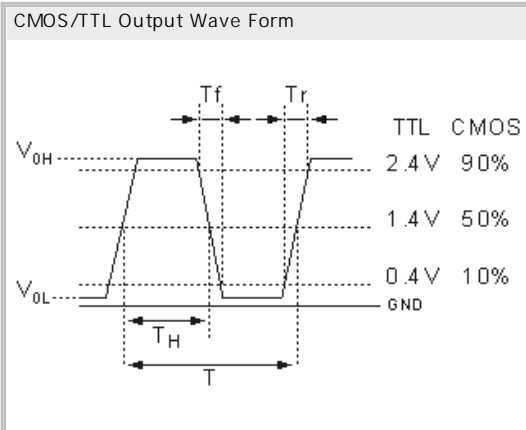 CMOS/TTL Output Wave Form
Tf Tr
TTL CMOS
V0H
2.4V 90%
1.4V 50%
0.4V 10%
V0L
GND
TH
T